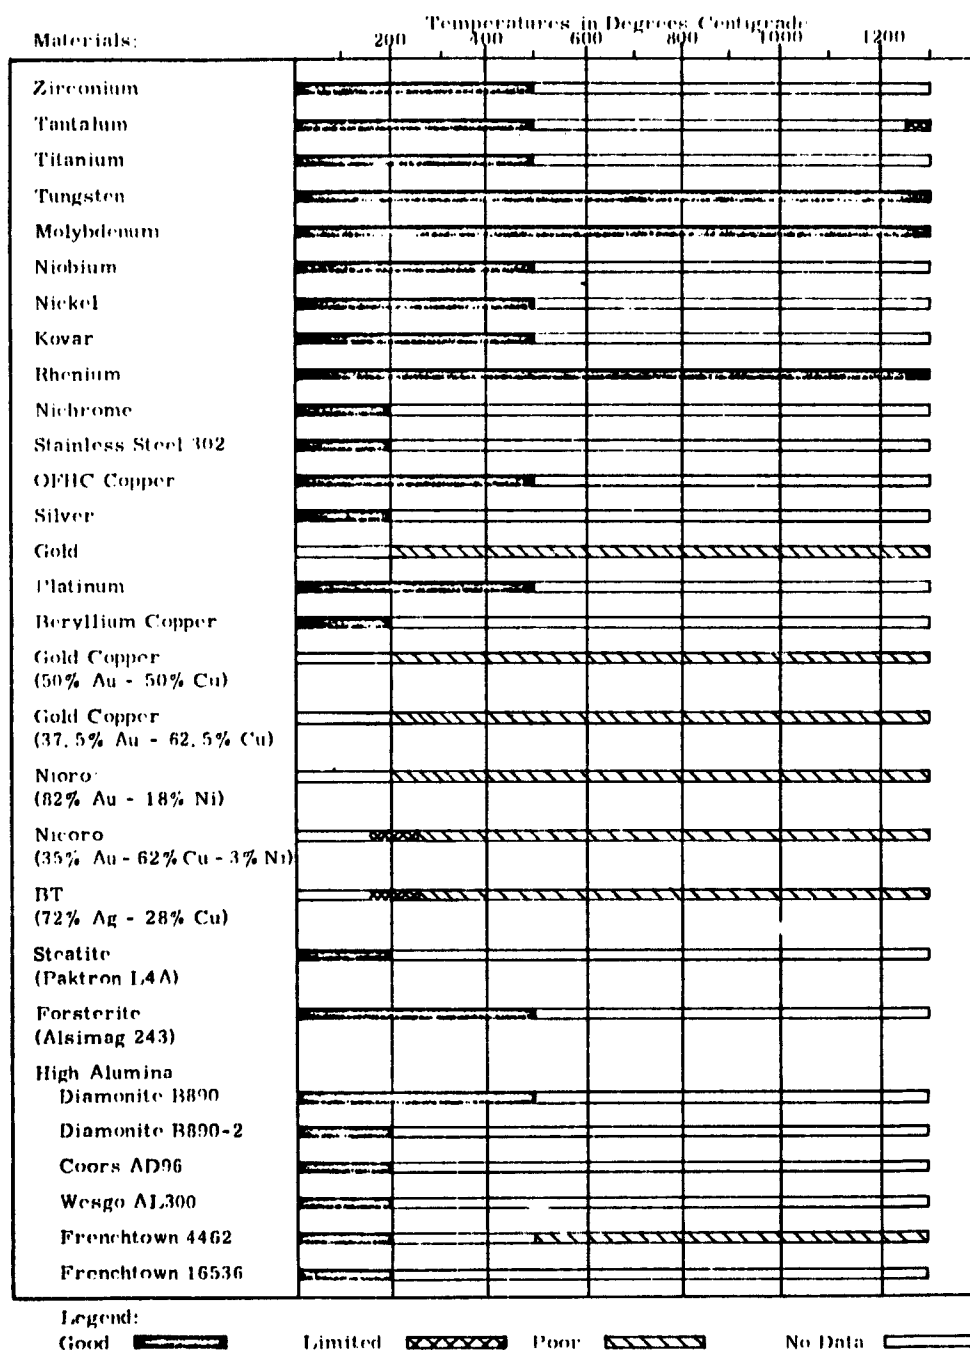 Temperatures in Degrees Centigrade
Materials: 200 400 600 800 1000 1200
Zirconium
Tantalum
Titanium
Tungsten
Molybdenum
Niobium
Nickel
Kovar
Rhenium
Nichrome
Stainless Steel 302
OFHC Copper
Silver
Gold
Platinum
Beryllium Copper
Gold Copper
(50% Au - 50% Cu)
Gold Copper
(37.5% Au - 62.5% Cu)
Nioro
(82% Au - 18% Ni)
Nicoro
(35% Au - 62% Cu - 3% Ni)
BT
(72% Ag - 28% Cu)
Steatite
(Paktron L4A)
Forsterite
(Alsimag 243)
High Alumina
Diamonite B890
Diamonite B890-2
Coors AD96
Wesgo AL300
Frenchtown 4462
Frenchtown 16536
Legend:
Good Limited Poor No Data